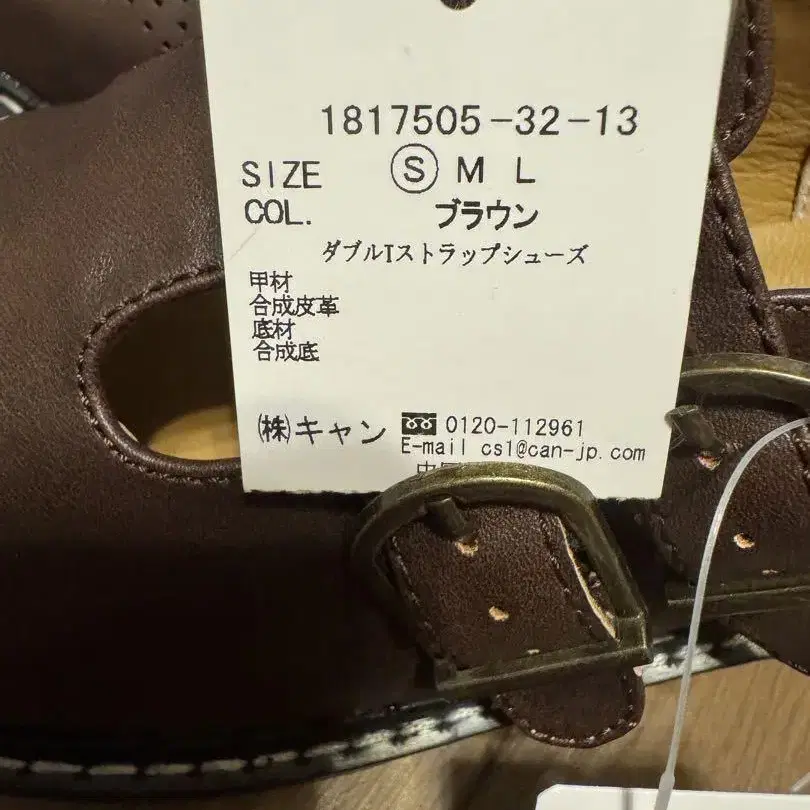 1817505-32-13
SIZE Ⓢ M L
COL. ブラウン
ダブルTストラップシューズ
甲材
合成皮革
底材
合成底
㈱キャン 0120-112961
E-mail cs1@can-jp.com